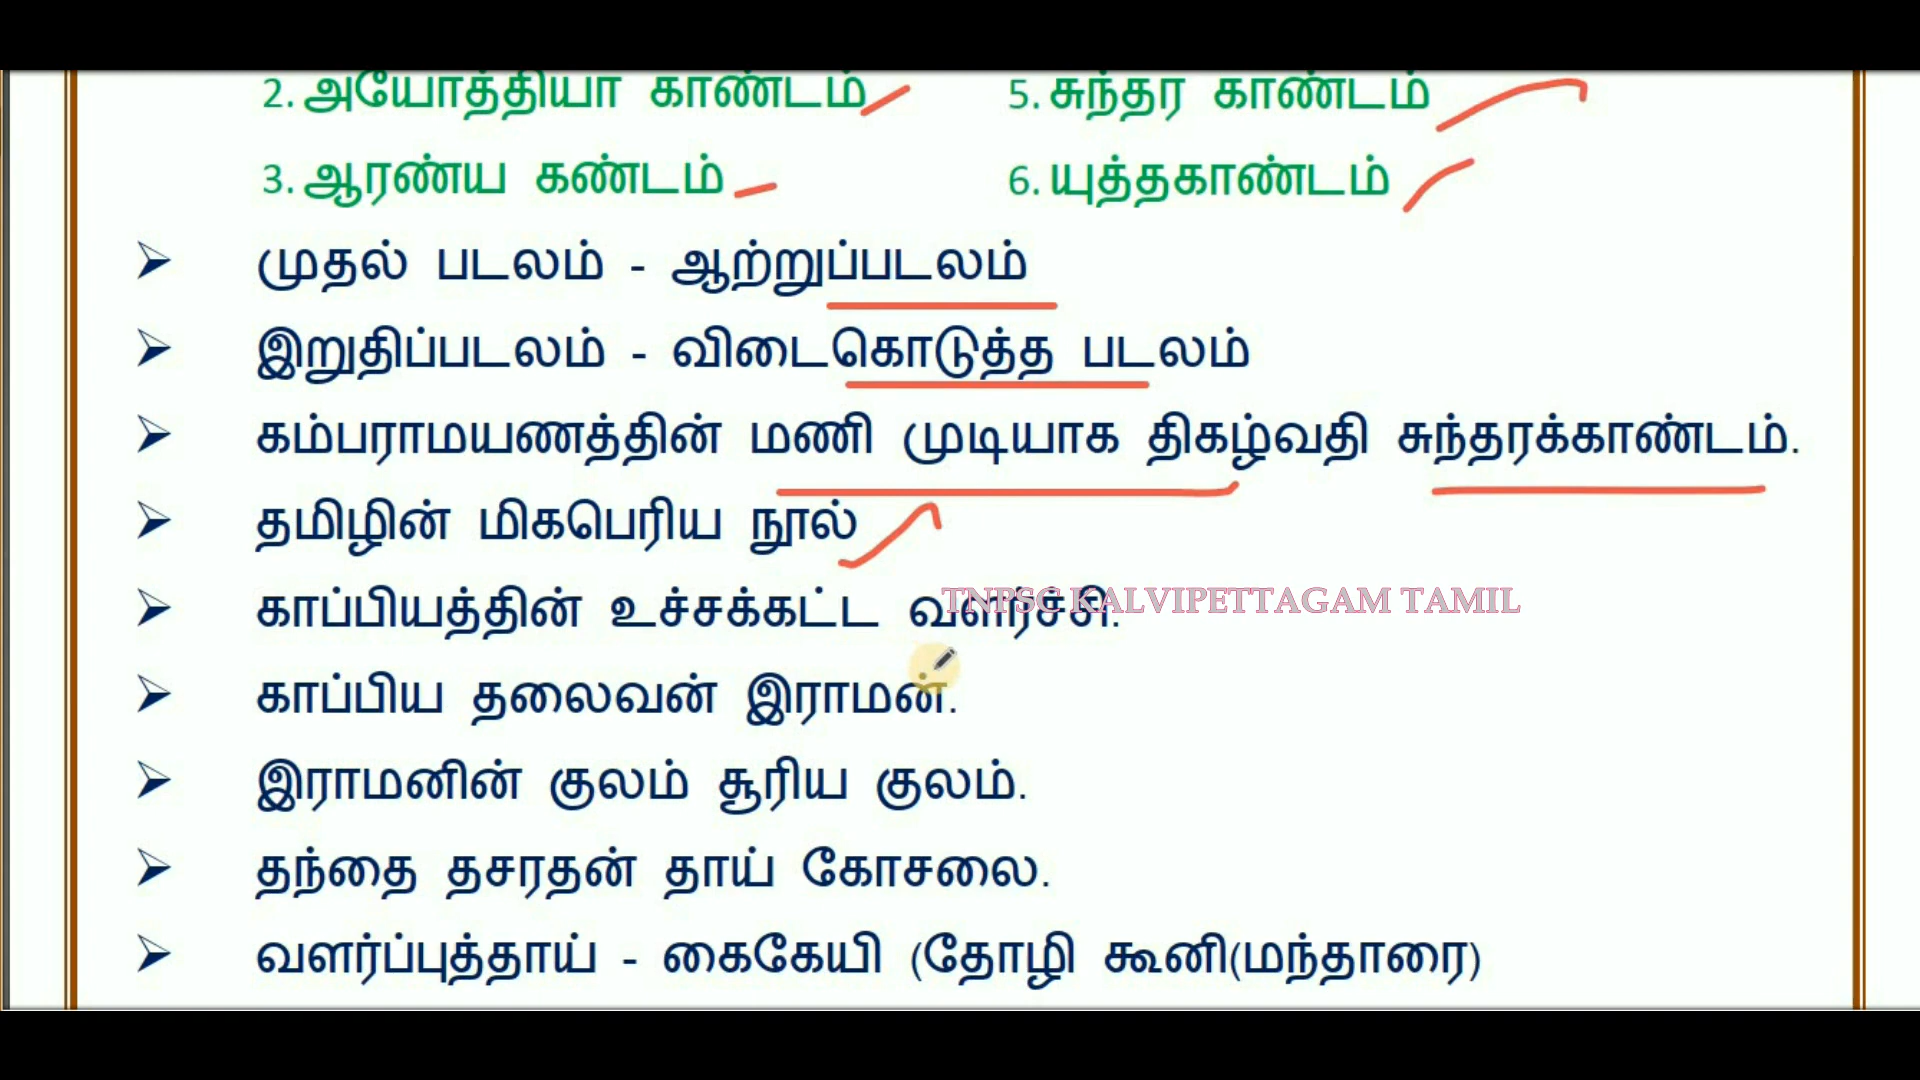 2. அயோத்தியா காண்டம்
5. சுந்தர காண்டம்
3. ஆரண்ய கண்டம்
6. யுத்தகாண்டம்
முதல் படலம் - ஆற்றுப்படலம்
இறுதிப்படலம் - விடைகொடுத்த படலம்
கம்பராமயணத்தின் மணி முடியாக திகழ்வதி சுந்தரக்காண்டம்.
தமிழின் மிகபெரிய நூல்
காப்பியத்தின் உச்சக்கட்ட வளர்ச்சி.
TNPSC KALVIPETTAGAM TAMIL
காப்பிய தலைவன் இராமன்.
இராமனின் குலம் சூரிய குலம்.
தந்தை தசரதன் தாய் கோசலை.
வளர்ப்புத்தாய் - கைகேயி (தோழி கூனி(மந்தாரை)